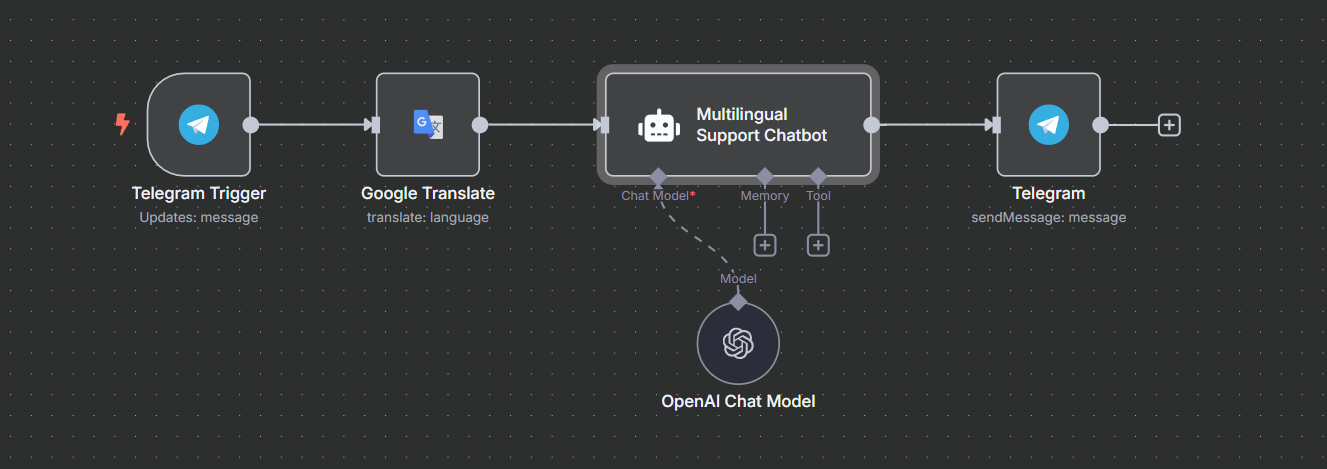 Multilingual
Support Chatbot
Telegram Trigger
Updates: message
Google Translate
translate: language
Chat Model*
Memory
Tool
Telegram
sendMessage: message
Model
OpenAI Chat Model